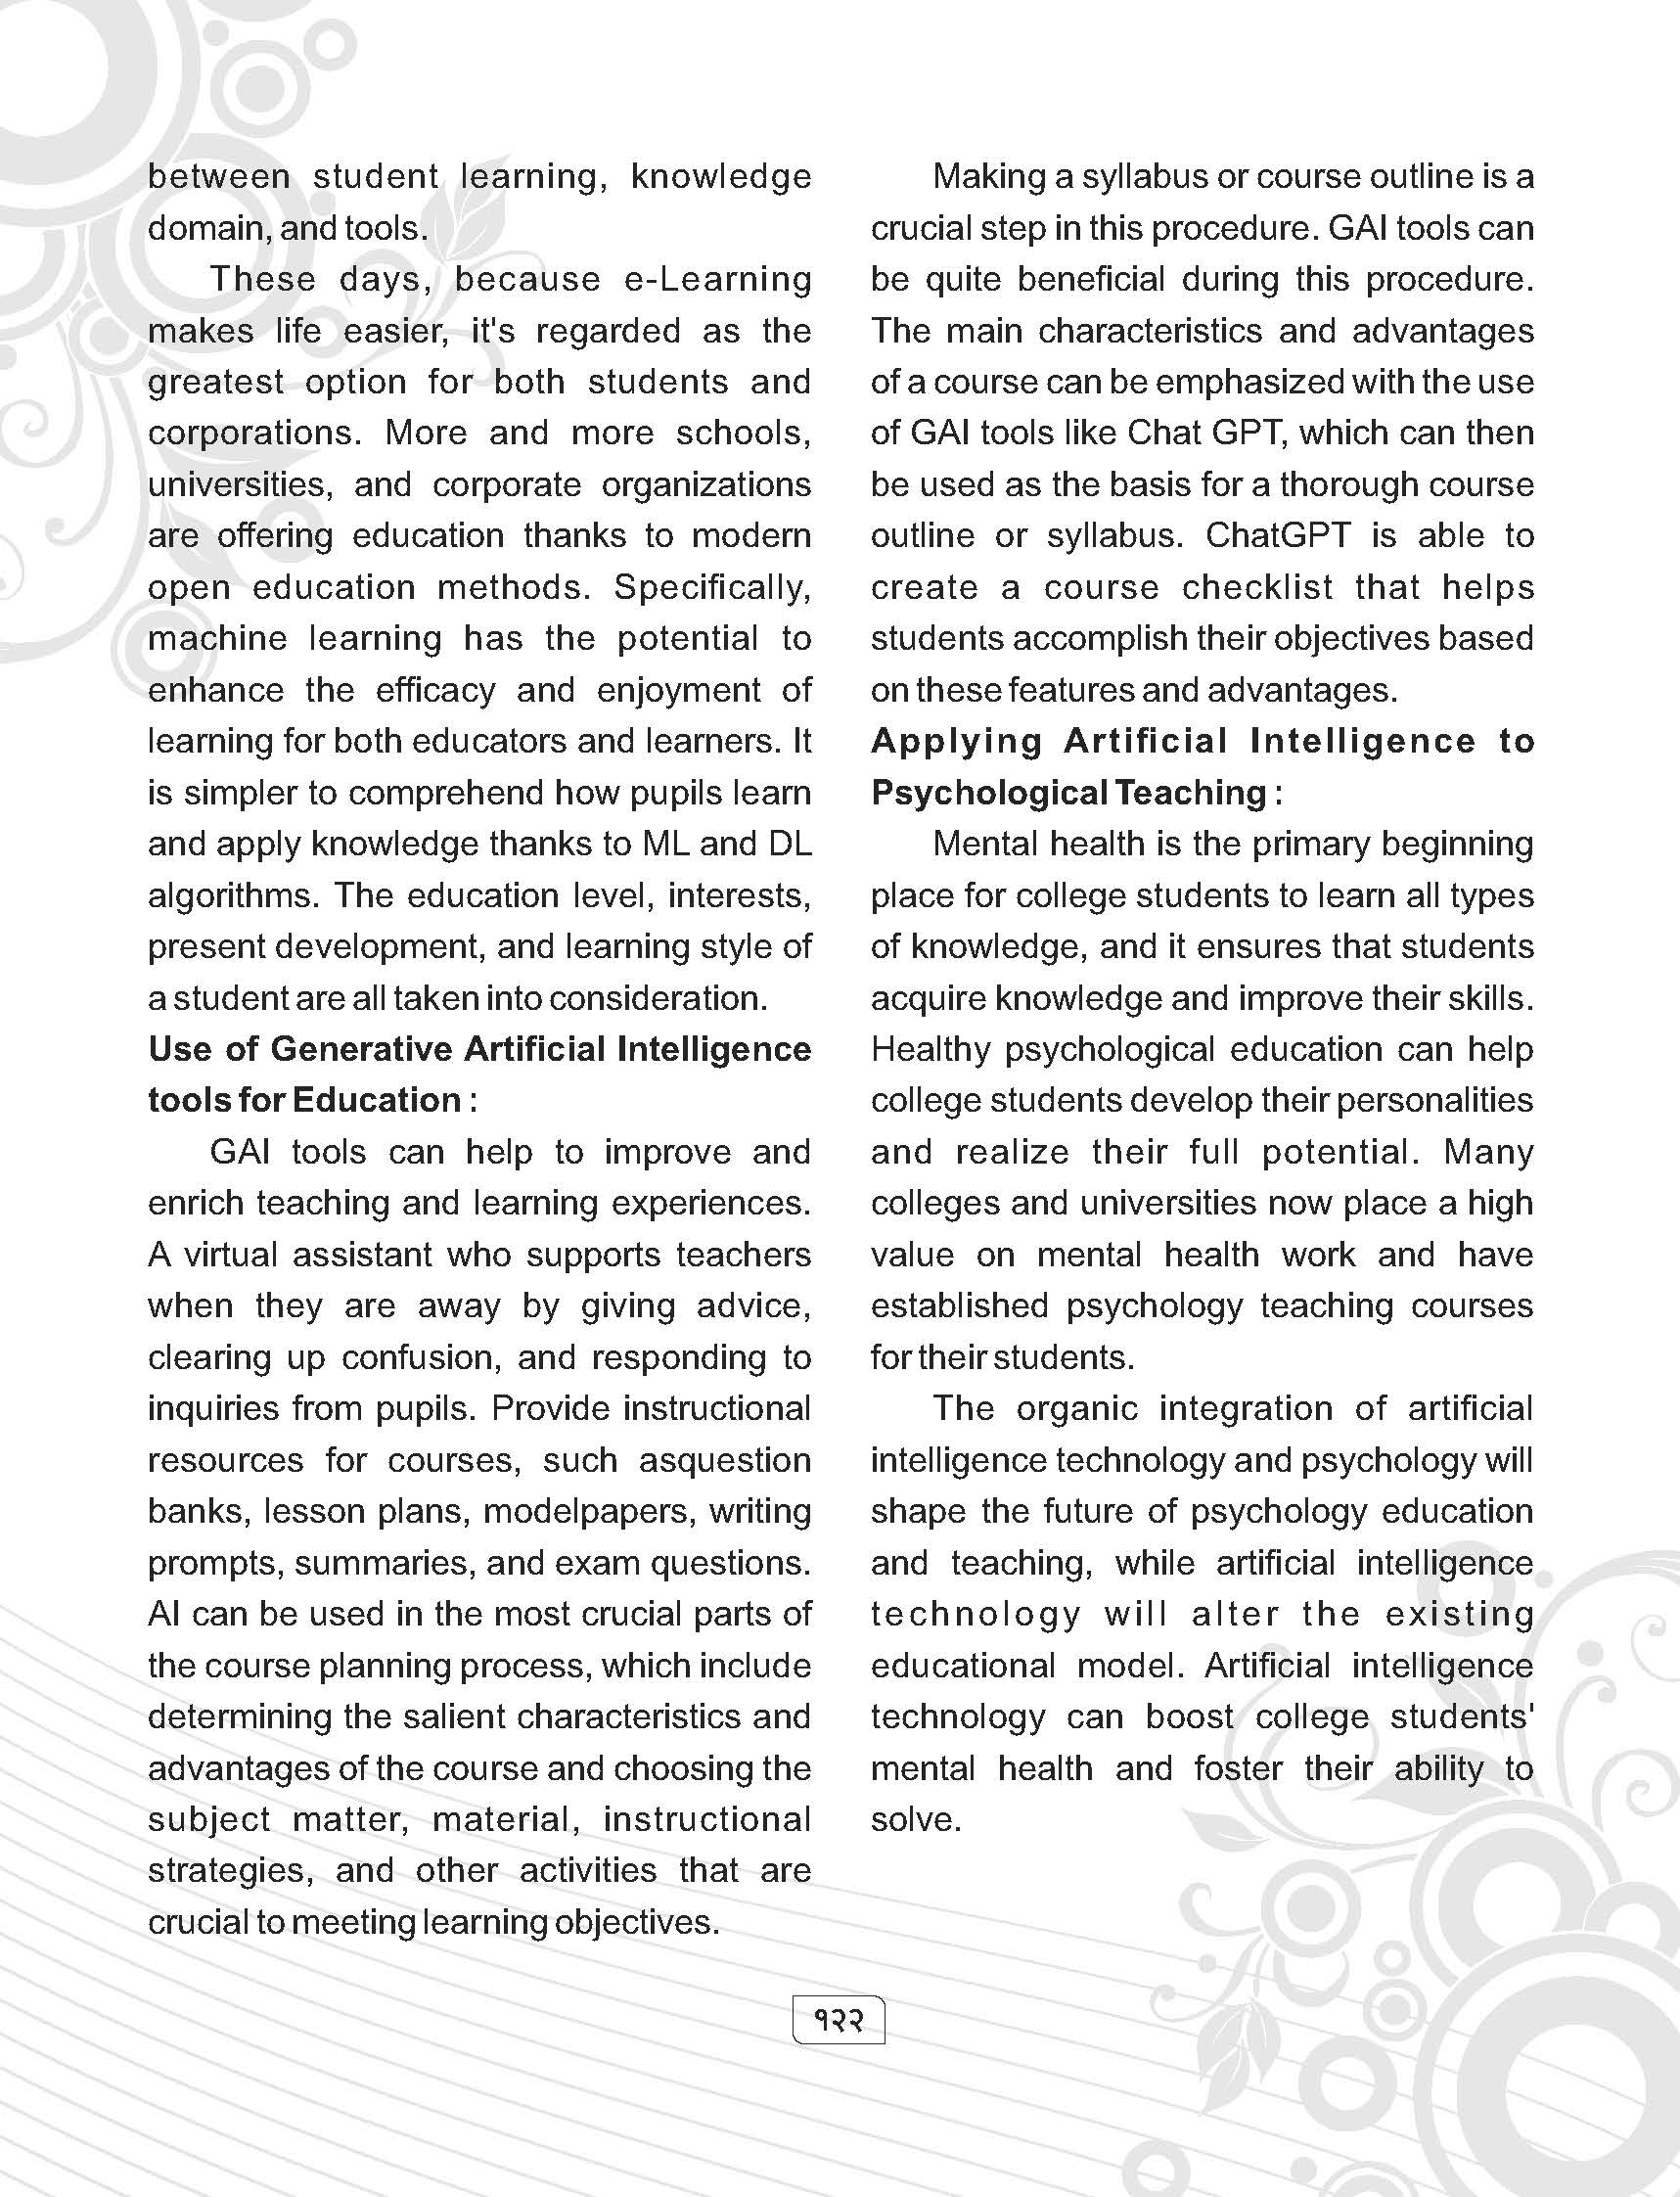 between student learning, knowledge
domain, and tools.
These days, because e-Learning
makes life easier, it's regarded as the
greatest option for both students and
corporations. More and more schools,
universities, and corporate organizations
are offering education thanks to modern
open education methods. Specifically,
machine learning has the potential to
enhance the efficacy and enjoyment of
learning for both educators and learners. It
is simpler to comprehend how pupils learn
and apply knowledge thanks to ML and DL
algorithms. The education level, interests,
present development, and learning style of
a student are all taken into consideration.
Use of Generative Artificial Intelligence
tools for Education :
GAI tools can help to improve and
enrich teaching and learning experiences.
A virtual assistant who supports teachers
when they are away by giving advice,
clearing up confusion, and responding to
inquiries from pupils. Provide instructional
resources for courses, such asquestion
banks, lesson plans, modelpapers, writing
prompts, summaries, and exam questions.
AI can be used in the most crucial parts of
the course planning process, which include
determining the salient characteristics and
advantages of the course and choosing the
subject matter, material, instructional
strategies, and other activities that are
crucial to meeting learning objectives.
Making a syllabus or course outline is a
crucial step in this procedure. GAI tools can
be quite beneficial during this procedure.
The main characteristics and advantages
of a course can be emphasized with the use
of GAI tools like Chat GPT, which can then
be used as the basis for a thorough course
outline or syllabus. ChatGPT is able to
create a course checklist that helps
students accomplish their objectives based
on these features and advantages.
Applying Artificial Intelligence to
Psychological Teaching :
Mental health is the primary beginning
place for college students to learn all types
of knowledge, and it ensures that students
acquire knowledge and improve their skills.
Healthy psychological education can help
college students develop their personalities
and realize their full potential. Many
colleges and universities now place a high
value on mental health work and have
established psychology teaching courses
for their students.
The organic integration of artificial
intelligence technology and psychology will
shape the future of psychology education
and teaching, while artificial intelligence
technology will alter the existing
educational model. Artificial intelligence
technology can boost college students'
mental health and foster their ability to
solve.
१२२